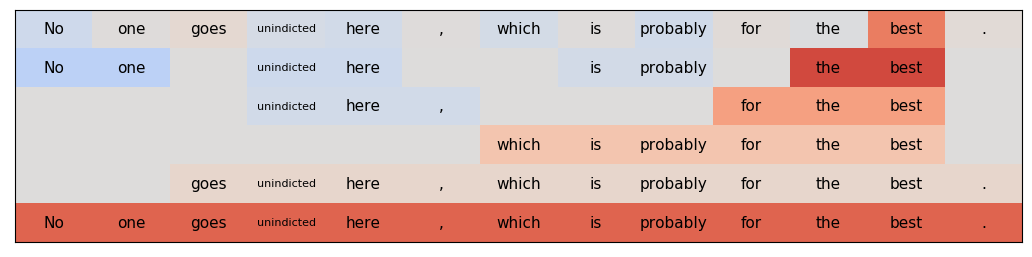 No one goes unindicted here , which is probably for the best .
No one unindicted here is probably the best
unindicted here , for the best
which is probably for the best
goes unindicted here , which is probably for the best .
No one goes unindicted here , which is probably for the best .